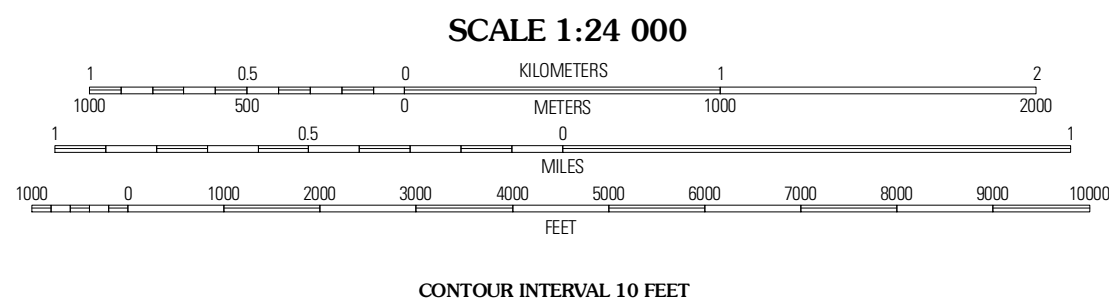 SCALE 1:24 000
1 0.5 0 KILOMETERS 1 2
1000 500 0 METERS 1000 2000
1 0.5 0 1
MILES
1000 0 1000 2000 3000 4000 5000 6000 7000 8000 9000 10000
FEET
CONTOUR INTERVAL 10 FEET